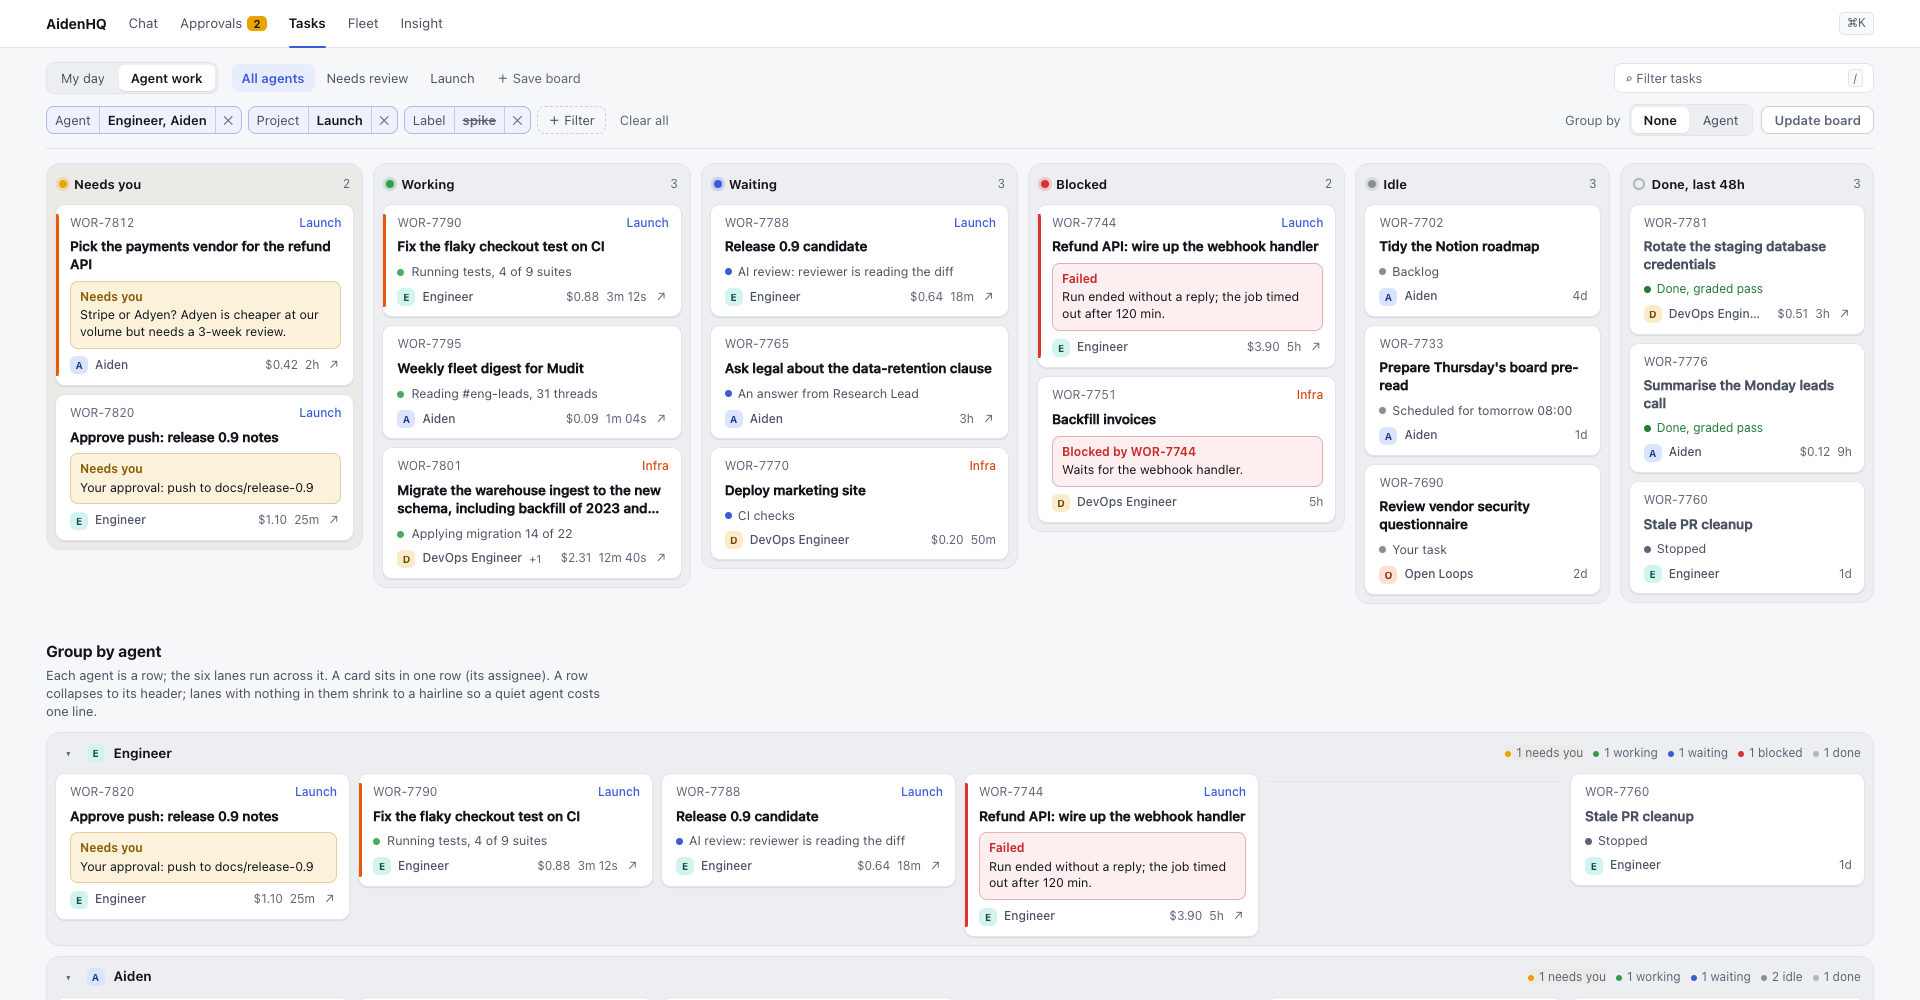 AidenHQ Chat Approvals 2 Tasks Fleet Insight ⌘K
My day Agent work All agents Needs review Launch + Save board Filter tasks /
Agent Engineer, Aiden × Project Launch × Label spike × + Filter Clear all Group by None Agent Update board
Needs you 2
WOR-7812 Launch
Pick the payments vendor for the refund
API
Needs you
Stripe or Adyen? Adyen is cheaper at our
volume but needs a 3-week review.
A Aiden $0.42 2h ↗
WOR-7820 Launch
Approve push: release 0.9 notes
Needs you
Your approval: push to docs/release-0.9
E Engineer $1.10 25m ↗
Working 3
WOR-7790 Launch
Fix the flaky checkout test on CI
Running tests, 4 of 9 suites
E Engineer $0.88 3m 12s ↗
WOR-7795
Weekly fleet digest for Mudit
Reading #eng-leads, 31 threads
A Aiden $0.09 1m 04s ↗
WOR-7801 Infra
Migrate the warehouse ingest to the new
schema, including backfill of 2023 and...
Applying migration 14 of 22
D DevOps Engineer +1 $2.31 12m 40s ↗
Waiting 3
WOR-7788 Launch
Release 0.9 candidate
AI review: reviewer is reading the diff
E Engineer $0.64 18m ↗
WOR-7765
Ask legal about the data-retention clause
An answer from Research Lead
A Aiden 3h ↗
WOR-7770 Infra
Deploy marketing site
CI checks
D DevOps Engineer $0.20 50m
Blocked 2
WOR-7744 Launch
Refund API: wire up the webhook handler
Failed
Run ended without a reply; the job timed
out after 120 min.
E Engineer $3.90 5h ↗
WOR-7751 Infra
Backfill invoices
Blocked by WOR-7744
Waits for the webhook handler.
D DevOps Engineer 5h
Idle 3
WOR-7702
Tidy the Notion roadmap
Backlog
A Aiden 4d
WOR-7733
Prepare Thursday's board pre-
read
Scheduled for tomorrow 08:00
A Aiden 1d
WOR-7690
Review vendor security
questionnaire
Your task
O Open Loops 2d
Done, last 48h 3
WOR-7781
Rotate the staging database
credentials
Done, graded pass
D DevOps Engin... $0.51 3h ↗
WOR-7776
Summarise the Monday leads
call
Done, graded pass
A Aiden $0.12 9h
WOR-7760
Stale PR cleanup
Stopped
E Engineer 1d
Group by agent
Each agent is a row; the six lanes run across it. A card sits in one row (its assignee). A row
collapses to its header; lanes with nothing in them shrink to a hairline so a quiet agent costs
one line.
E Engineer 1 needs you 1 working 1 waiting 1 blocked 1 done
WOR-7820 Launch
Approve push: release 0.9 notes
Needs you
Your approval: push to docs/release-0.9
E Engineer $1.10 25m ↗
WOR-7790 Launch
Fix the flaky checkout test on CI
Running tests, 4 of 9 suites
E Engineer $0.88 3m 12s ↗
WOR-7788 Launch
Release 0.9 candidate
AI review: reviewer is reading the diff
E Engineer $0.64 18m ↗
WOR-7744 Launch
Refund API: wire up the webhook handler
Failed
Run ended without a reply; the job timed
out after 120 min.
E Engineer $3.90 5h ↗
WOR-7760
Stale PR cleanup
Stopped
E Engineer 1d
A Aiden 1 needs you 1 working 1 waiting 2 idle 1 done